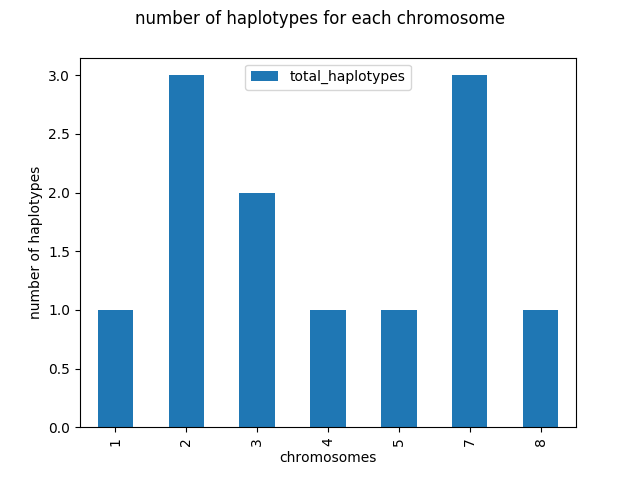 number of haplotypes for each chromosome
total_haplotypes
3.0
2.5
2.0
1.5
1.0
0.5
0.0
number of haplotypes
1 2 3 4 5 7 8
chromosomes